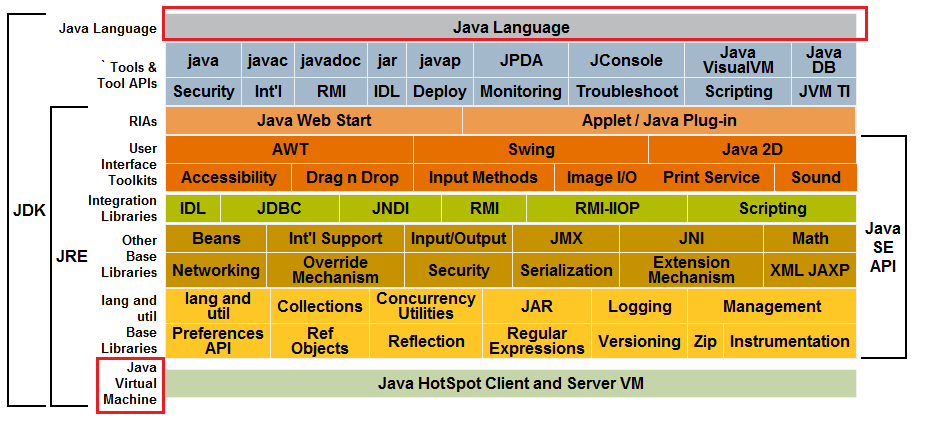 Java Language
Java Language
` Tools &
Tool APIs
java javac javadoc jar javap JPDA JConsole Java VisualVM Java DB
Security Int'l RMI IDL Deploy Monitoring Troubleshoot Scripting JVM TI
RIAs
Java Web Start Applet / Java Plug-in
User
Interface
Toolkits
AWT Swing Java 2D
Accessibility Drag n Drop Input Methods Image I/O Print Service Sound
Integration
Libraries
IDL JDBC JNDI RMI RMI-IIOP Scripting
Other
Base
Libraries
Beans Int'l Support Input/Output JMX JNI Math
Networking Override Mechanism Security Serialization Extension Mechanism XML JAXP
lang and
util
Base
Libraries
lang and util Collections Concurrency Utilities JAR Logging Management
Preferences API Ref Objects Reflection Regular Expressions Versioning Zip Instrumentation
Java
Virtual
Machine
Java HotSpot Client and Server VM
JDK
JRE
Java
SE
API